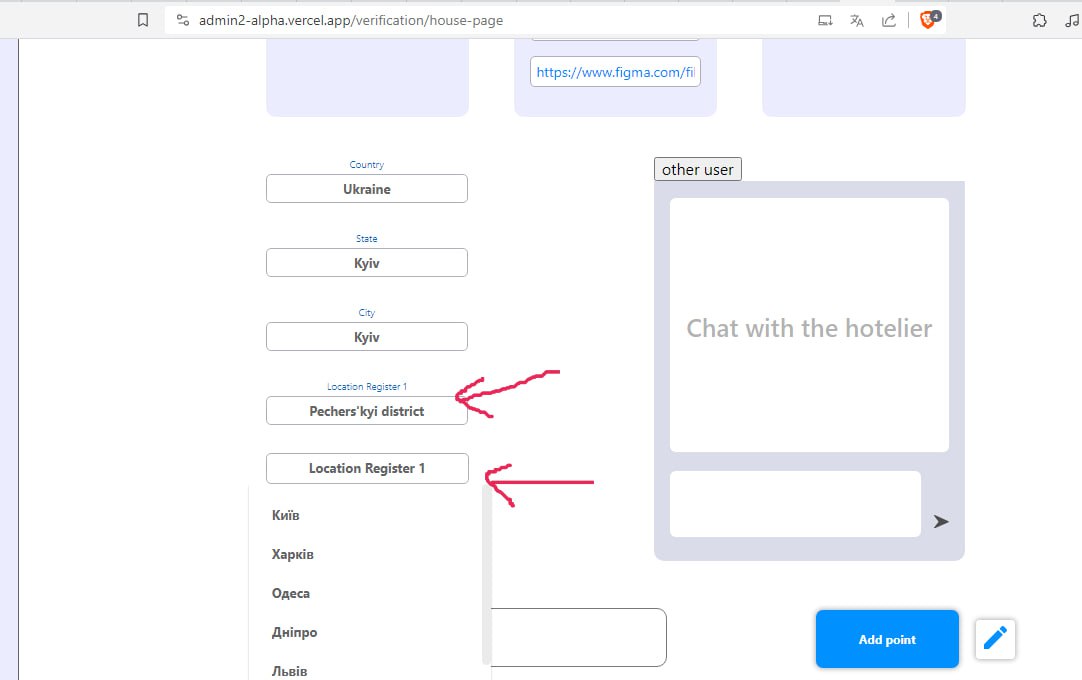 admin2-alpha.vercel.app/verification/house-page
4
https://www.figma.com/fi
Country
Ukraine
State
Kyiv
City
Kyiv
Location Register 1
Pechers'kyi district
Location Register 1
Київ
Харків
Одеса
Дніпро
Львів
other user
Chat with the hotelier
Add point